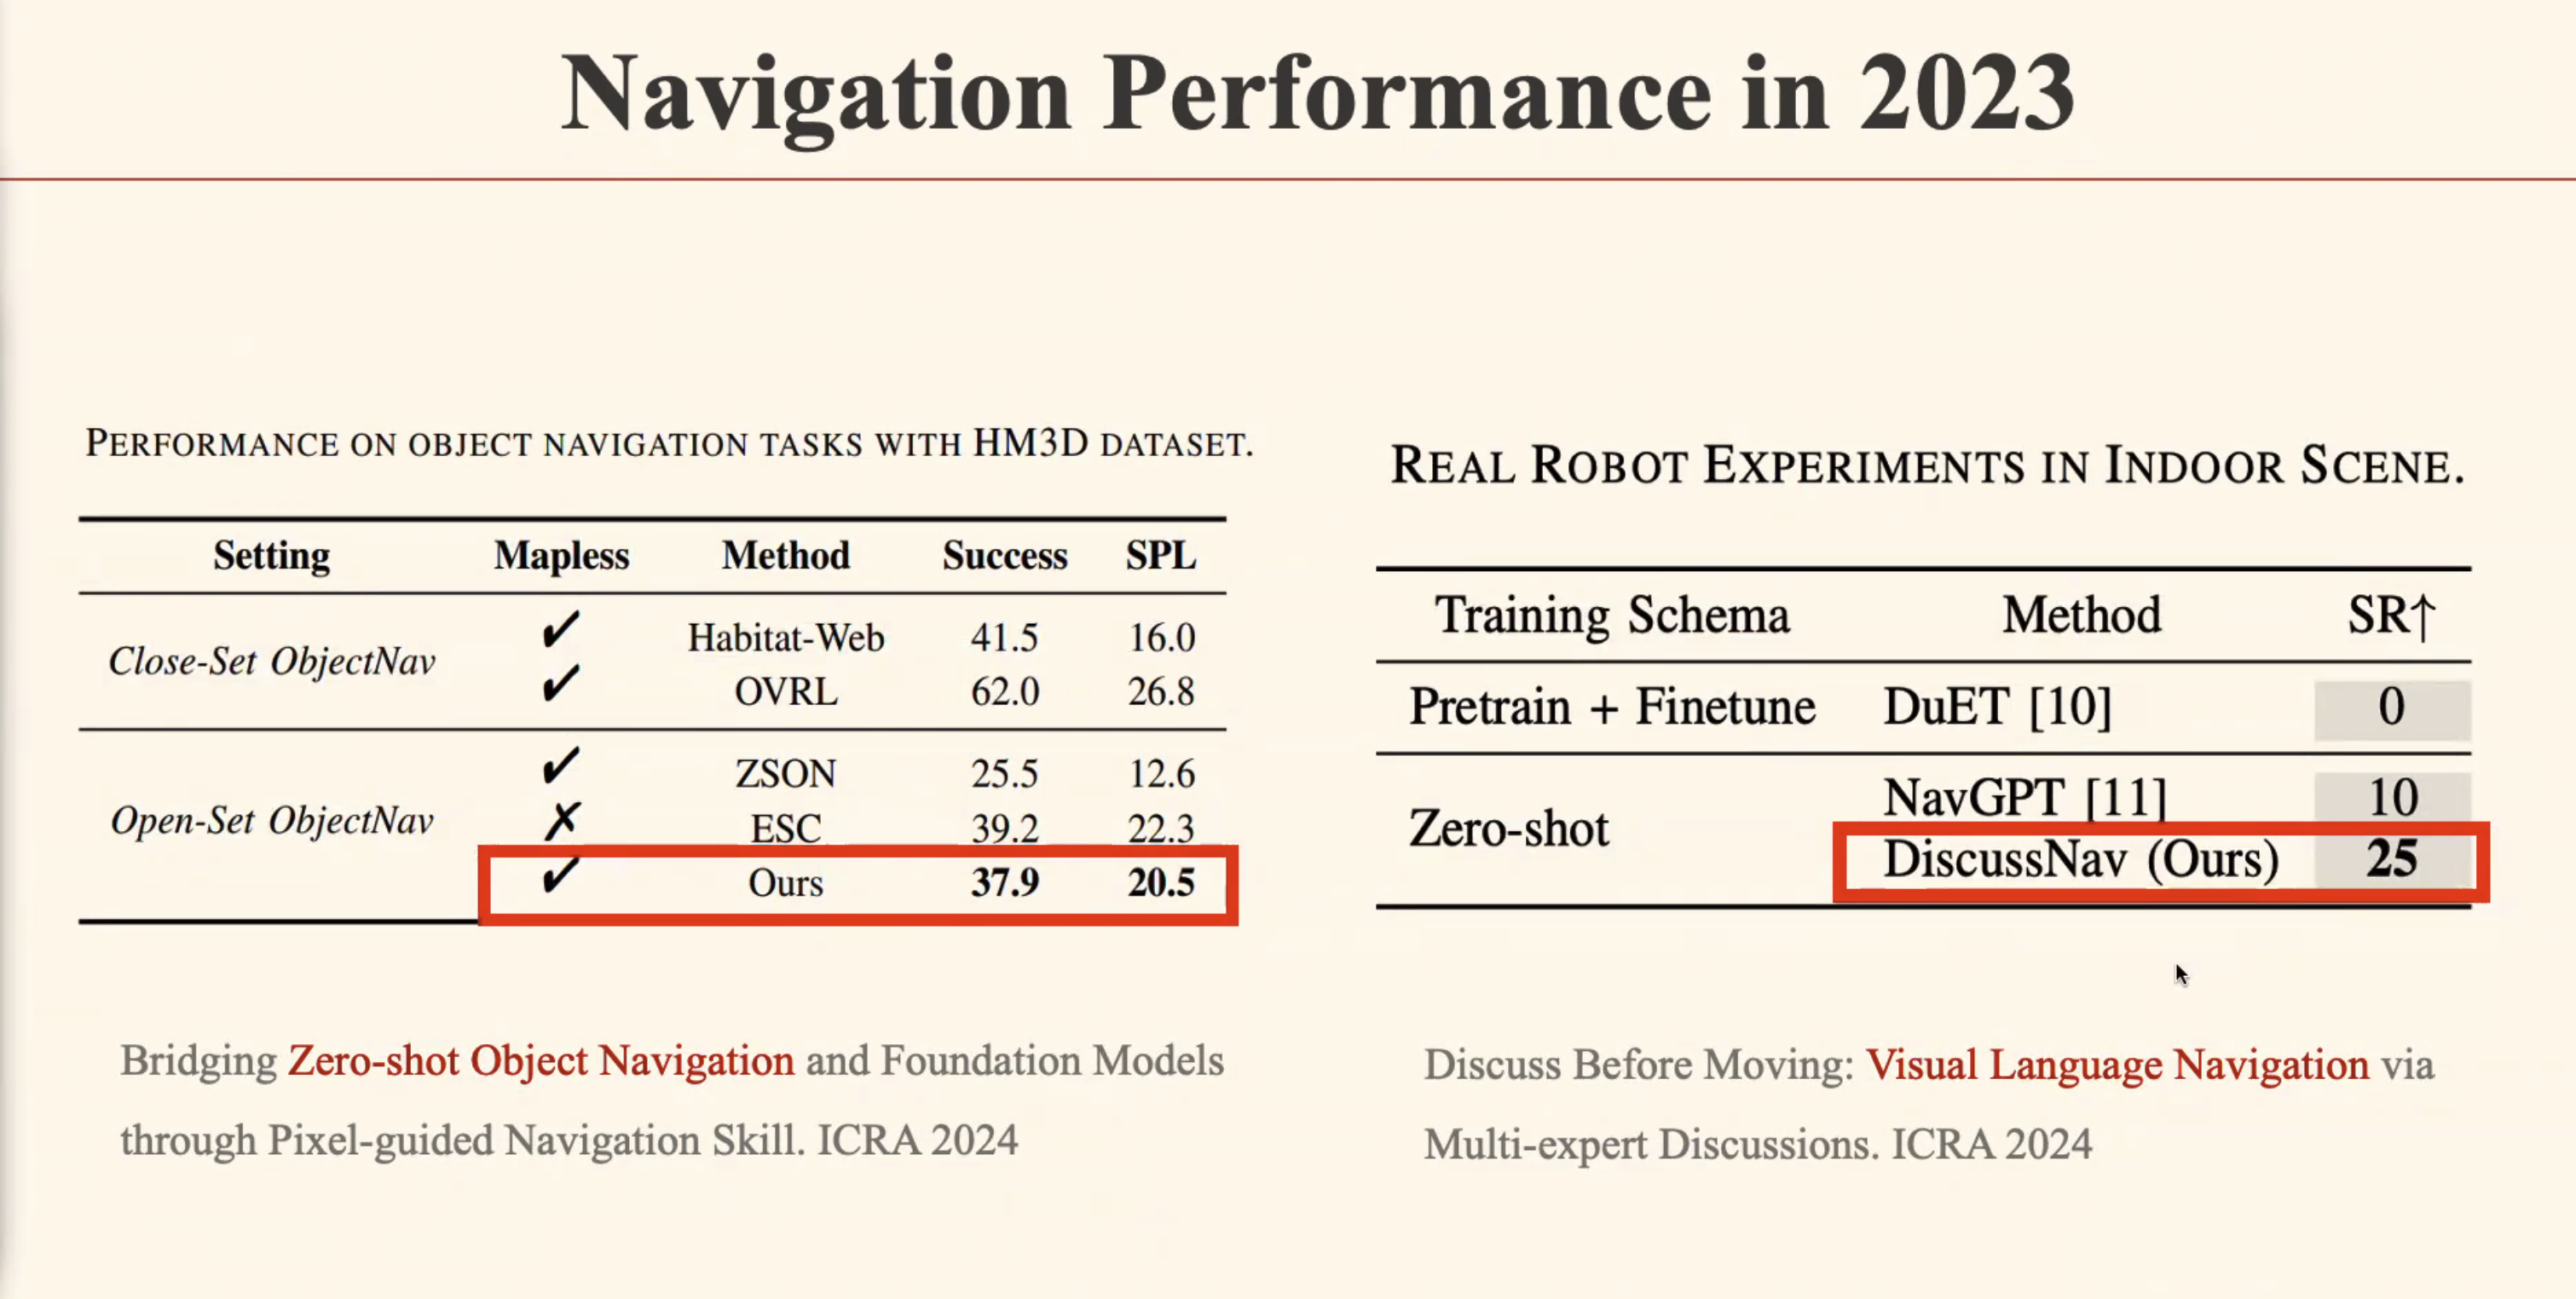 Navigation Performance in 2023
PERFORMANCE ON OBJECT NAVIGATION TASKS WITH HM3D DATASET.
Setting Mapless Method Success SPL
Close-Set ObjectNav
✔ Habitat-Web 41.5 16.0
✔ OVRL 62.0 26.8
Open-Set ObjectNav
✔ ZSON 25.5 12.6
✗ ESC 39.2 22.3
✔ Ours 37.9 20.5
Bridging Zero-shot Object Navigation and Foundation Models
through Pixel-guided Navigation Skill. ICRA 2024
REAL ROBOT EXPERIMENTS IN INDOOR SCENE.
Training Schema Method SR↑
Pretrain + Finetune DuET [10] 0
Zero-shot
NavGPT [11] 10
DiscussNav (Ours) 25
Discuss Before Moving: Visual Language Navigation via
Multi-expert Discussions. ICRA 2024